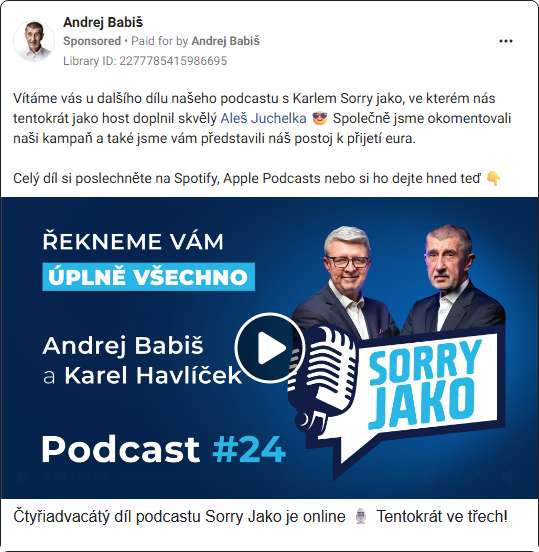 Andrej Babiš
Sponsored • Paid for by Andrej Babiš
Library ID: 2277785415986695
Vítáme vás u dalšího dílu našeho podcastu s Karlem Sorry jako, ve kterém nás
tentokrát jako host doplnil skvělý Aleš Juchelka 😎 Společně jsme okomentovali
naši kampaň a také jsme vám představili náš postoj k přijetí eura.
Celý díl si poslechněte na Spotify, Apple Podcasts nebo si ho dejte hned teď 👇
ŘEKNEME VÁM
ÚPLNĚ VŠECHNO
Andrej Babiš
a Karel Havlíček
Podcast #24
SORRY
JAKO
Čtyřiadvacátý díl podcastu Sorry Jako je online 🎙️ Tentokrát ve třech!